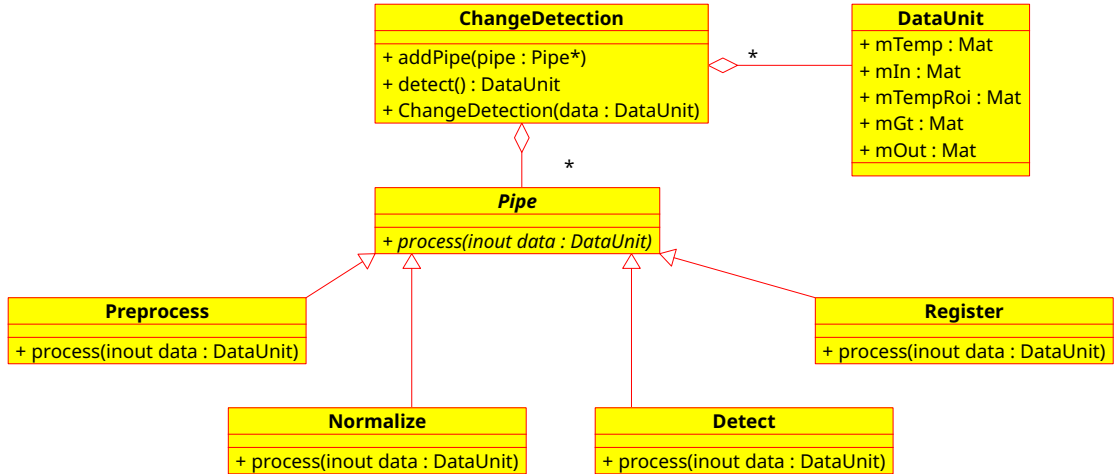 ChangeDetection
+ addPipe(pipe : Pipe*)
+ detect() : DataUnit
+ ChangeDetection(data : DataUnit)
*
DataUnit
+ mTemp : Mat
+ mIn : Mat
+ mTempRoi : Mat
+ mGt : Mat
+ mOut : Mat
*
Pipe
+ process(inout data : DataUnit)
Preprocess
+ process(inout data : DataUnit)
Register
+ process(inout data : DataUnit)
Normalize
+ process(inout data : DataUnit)
Detect
+ process(inout data : DataUnit)